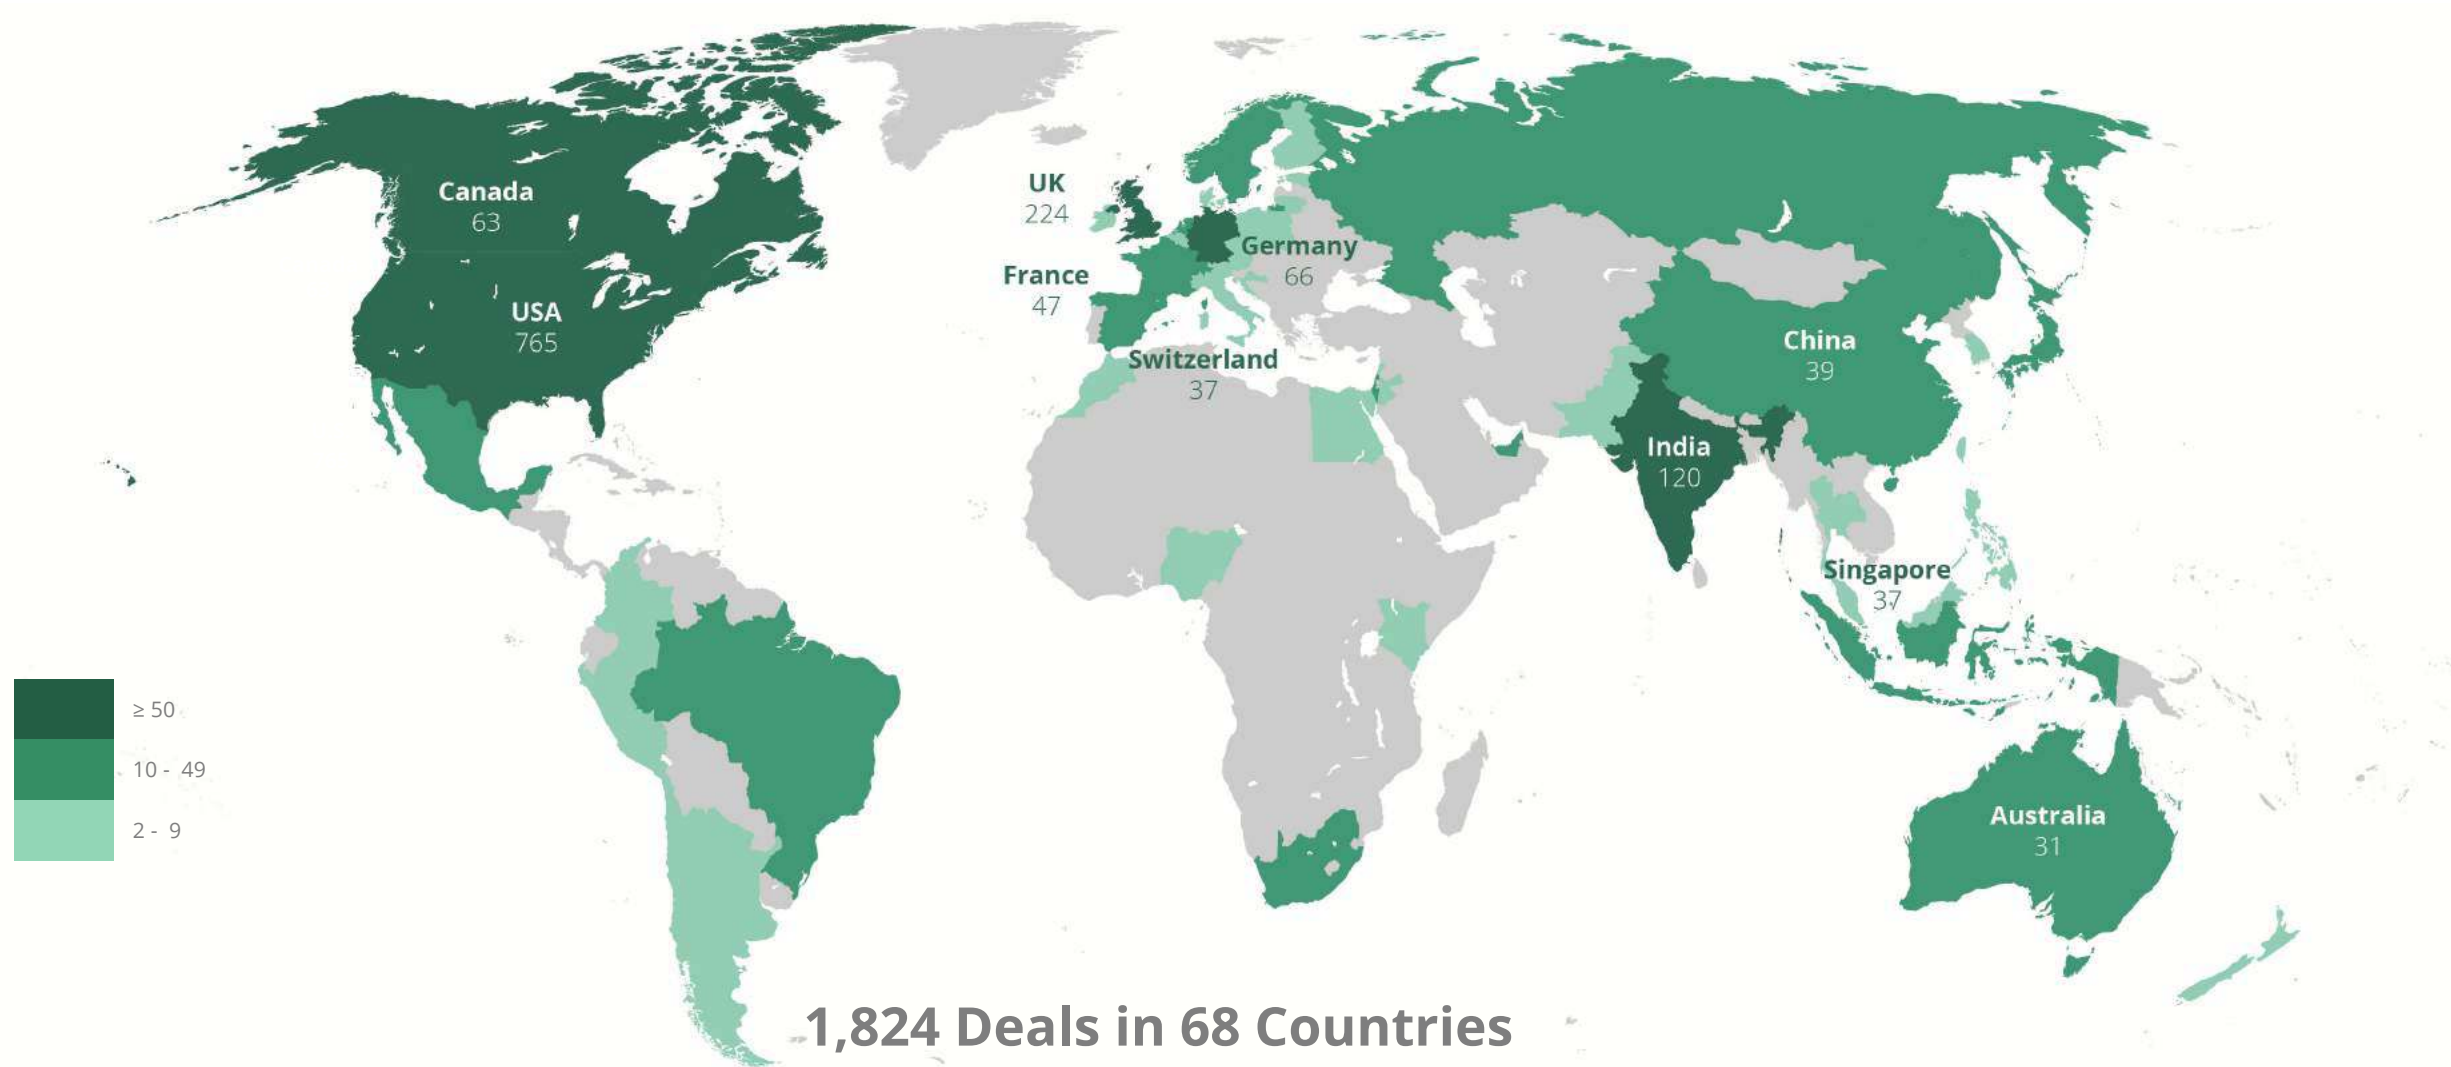 Canada
63
USA
765
UK
224
France
47
Germany
66
Switzerland
37
China
39
India
120
Singapore
37
Australia
31
≥ 50
10 - 49
2 - 9
1,824 Deals in 68 Countries